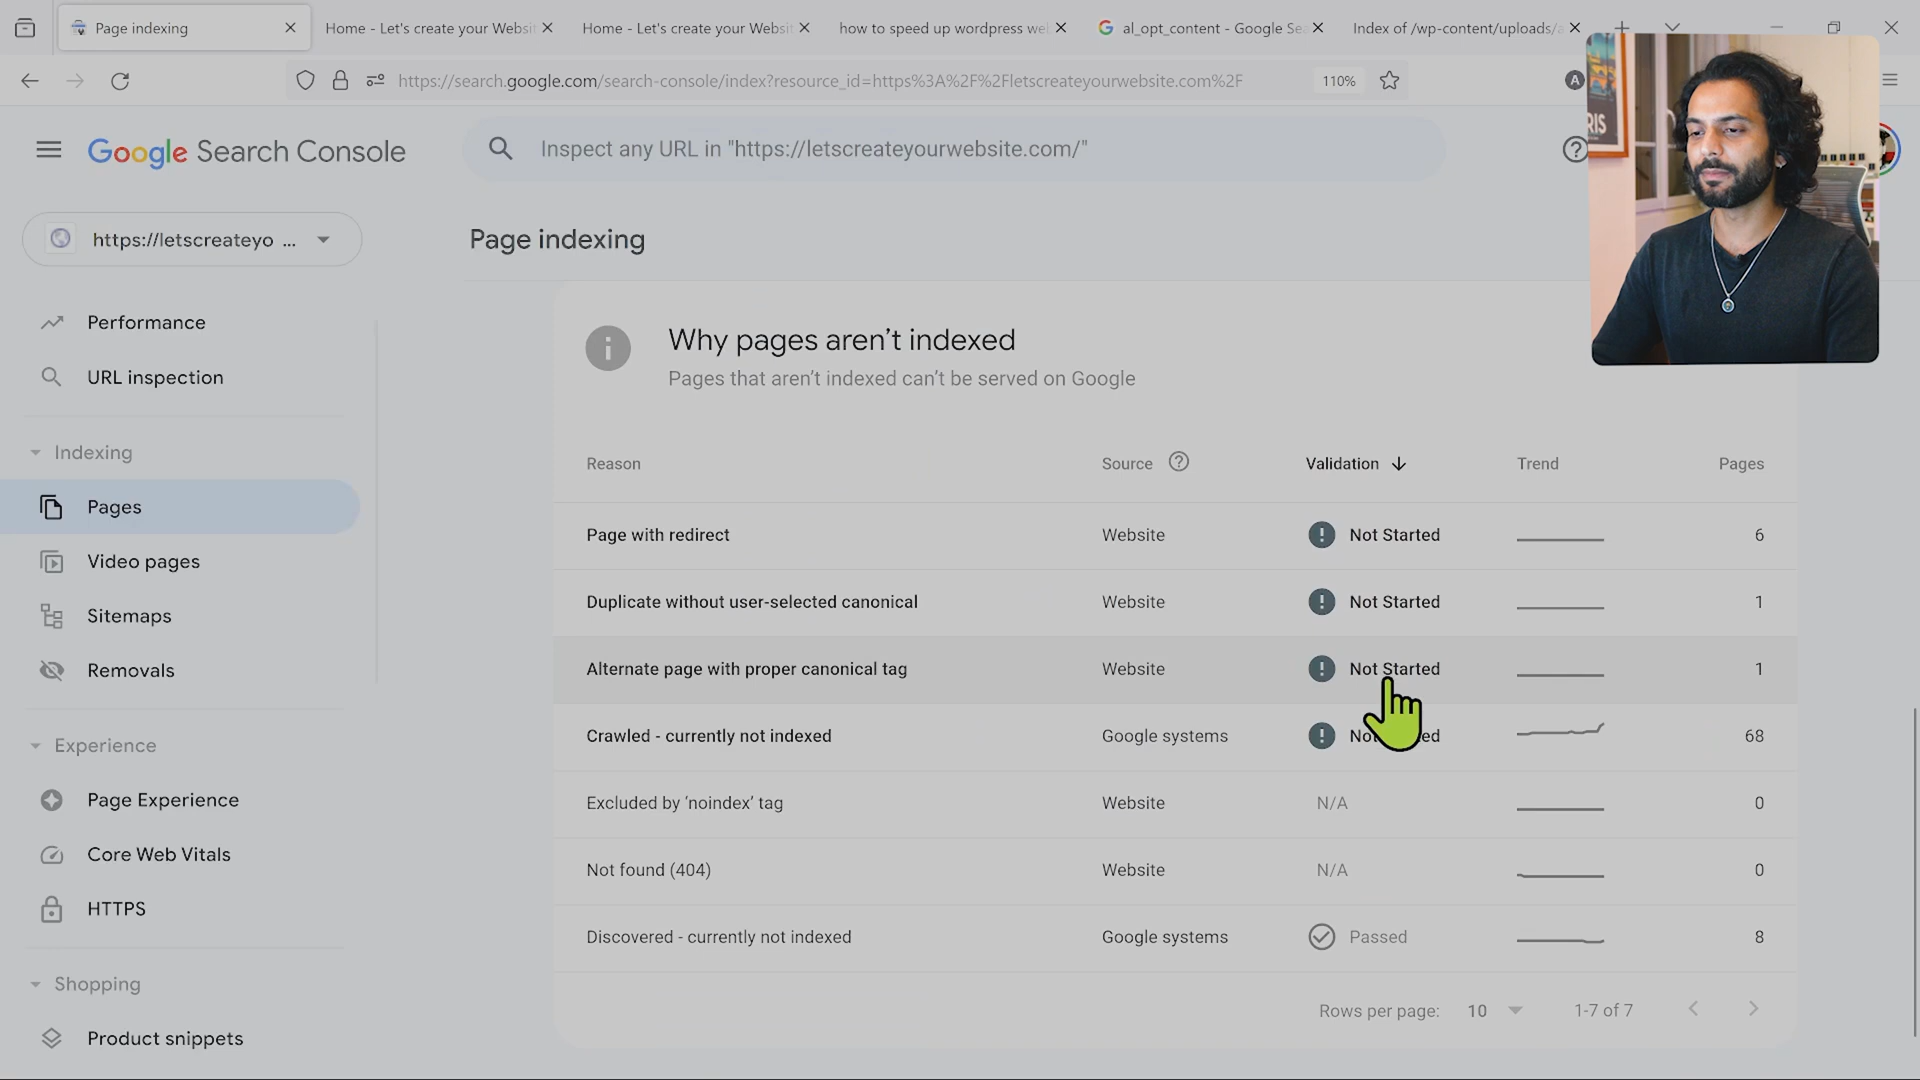 Page indexing
Home - Let's create your Websit
Home - Let's create your Websit
how to speed up wordpress we
al_opt_content - Google Se
Index of /wp-content/uploads/a
https://search.google.com/search-console/index?resource_id=https%3A%2F%2Fletscreateyourwebsite.com%2F
110%
A
Google Search Console
Inspect any URL in "https://letscreateyourwebsite.com/"
RIS
https://letscreateyo ...
Page indexing
Performance
URL inspection
Indexing
Pages
Video pages
Sitemaps
Removals
Experience
Page Experience
Core Web Vitals
HTTPS
Shopping
Product snippets
Why pages aren't indexed
Pages that aren't indexed can't be served on Google
Reason Source Validation Trend Pages
Page with redirect Website Not Started 6
Duplicate without user-selected canonical Website Not Started 1
Alternate page with proper canonical tag Website Not Started 1
Crawled - currently not indexed Google systems 68
Excluded by 'noindex' tag Website N/A 0
Not found (404) Website N/A 0
Discovered - currently not indexed Google systems Passed 8
Rows per page: 10 1-7 of 7